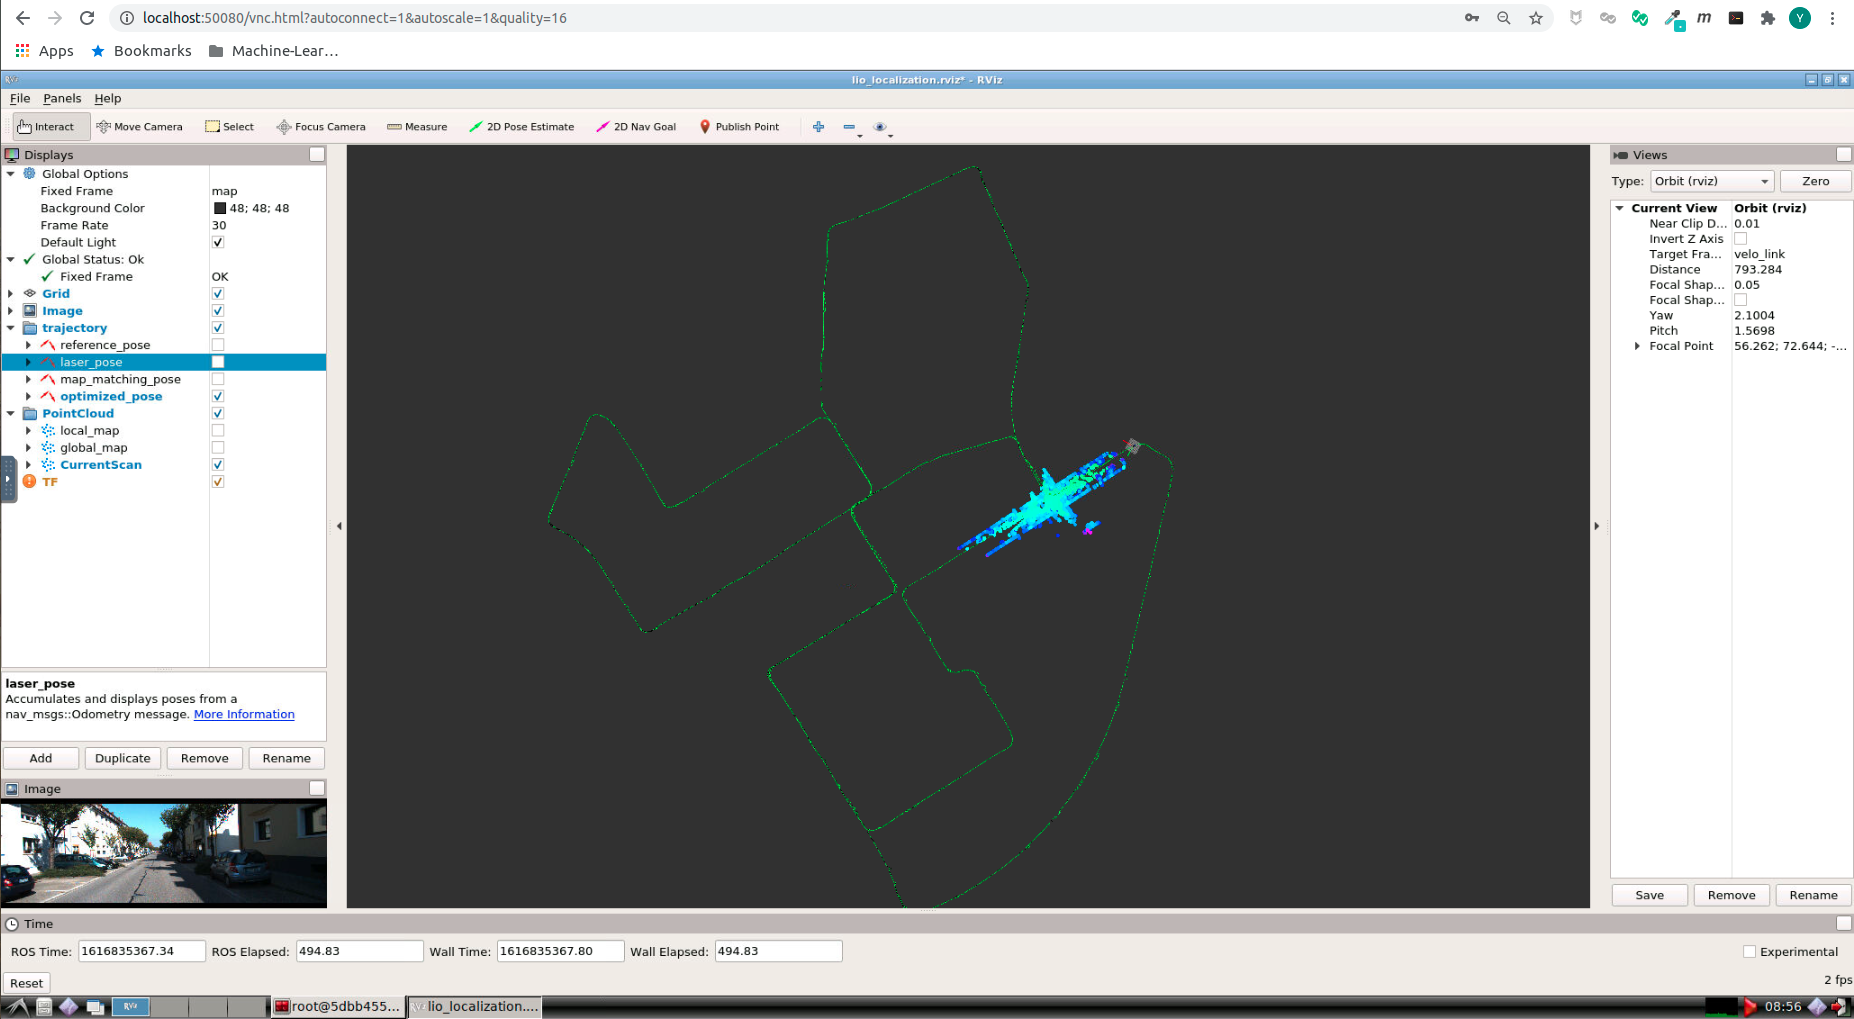 localhost:50080/vnc.html?autoconnect=1&autoscale=1&quality=16
m
Y
Apps
Bookmarks
Machine-Lear…
RViz
lio_localization.rviz* - RViz
File Panels Help
Interact Move Camera Select Focus Camera Measure 2D Pose Estimate 2D Nav Goal Publish Point
Displays
Global Options
Fixed Frame map
Background Color 48; 48; 48
Frame Rate 30
Default Light
Global Status: Ok
Fixed Frame OK
Grid
Image
trajectory
reference_pose
laser_pose
map_matching_pose
optimized_pose
PointCloud
local_map
global_map
CurrentScan
TF
laser_pose
Accumulates and displays poses from a
nav_msgs::Odometry message. More Information
Add Duplicate Remove Rename
Image
Views
Type: Orbit (rviz) Zero
Current View Orbit (rviz)
Near Clip D... 0.01
Invert Z Axis
Target Fra... velo_link
Distance 793.284
Focal Shap... 0.05
Focal Shap...
Yaw 2.1004
Pitch 1.5698
Focal Point 56.262; 72.644; -...
Save Remove Rename
Time
ROS Time: 1616835367.34 ROS Elapsed: 494.83 Wall Time: 1616835367.80 Wall Elapsed: 494.83 Experimental
Reset 2 fps
RViz
root@5dbb455...
RViz lio_localization....
08:56